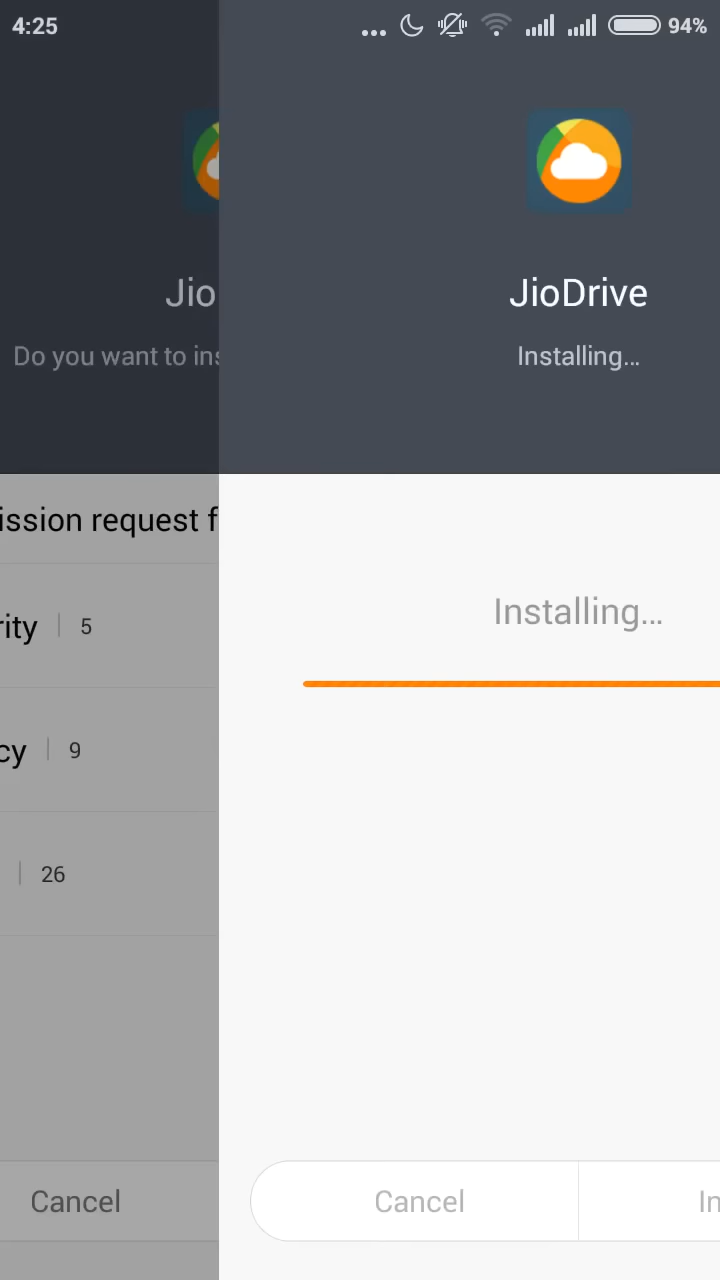 4:25
94%
Jio
Do you want to ins
JioDrive
Installing...
ission request f
rity | 5
cy | 9
| 26
Installing...
Cancel
Cancel
In